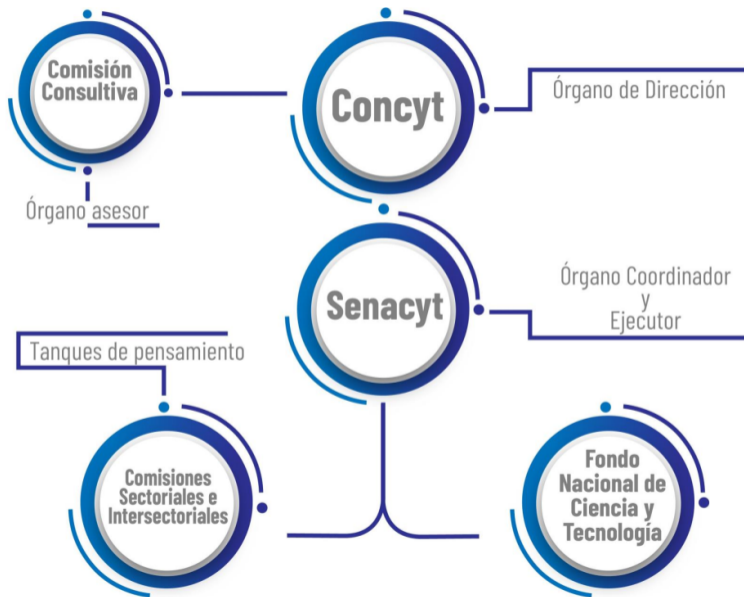 Comisión
Consultiva
Concyt
Órgano de Dirección
Órgano asesor
Senacyt
Órgano Coordinador
y
Ejecutor
Tanques de pensamiento
Comisiones
Sectoriales e
Intersectoriales
Fondo
Nacional de
Ciencia y
Tecnología